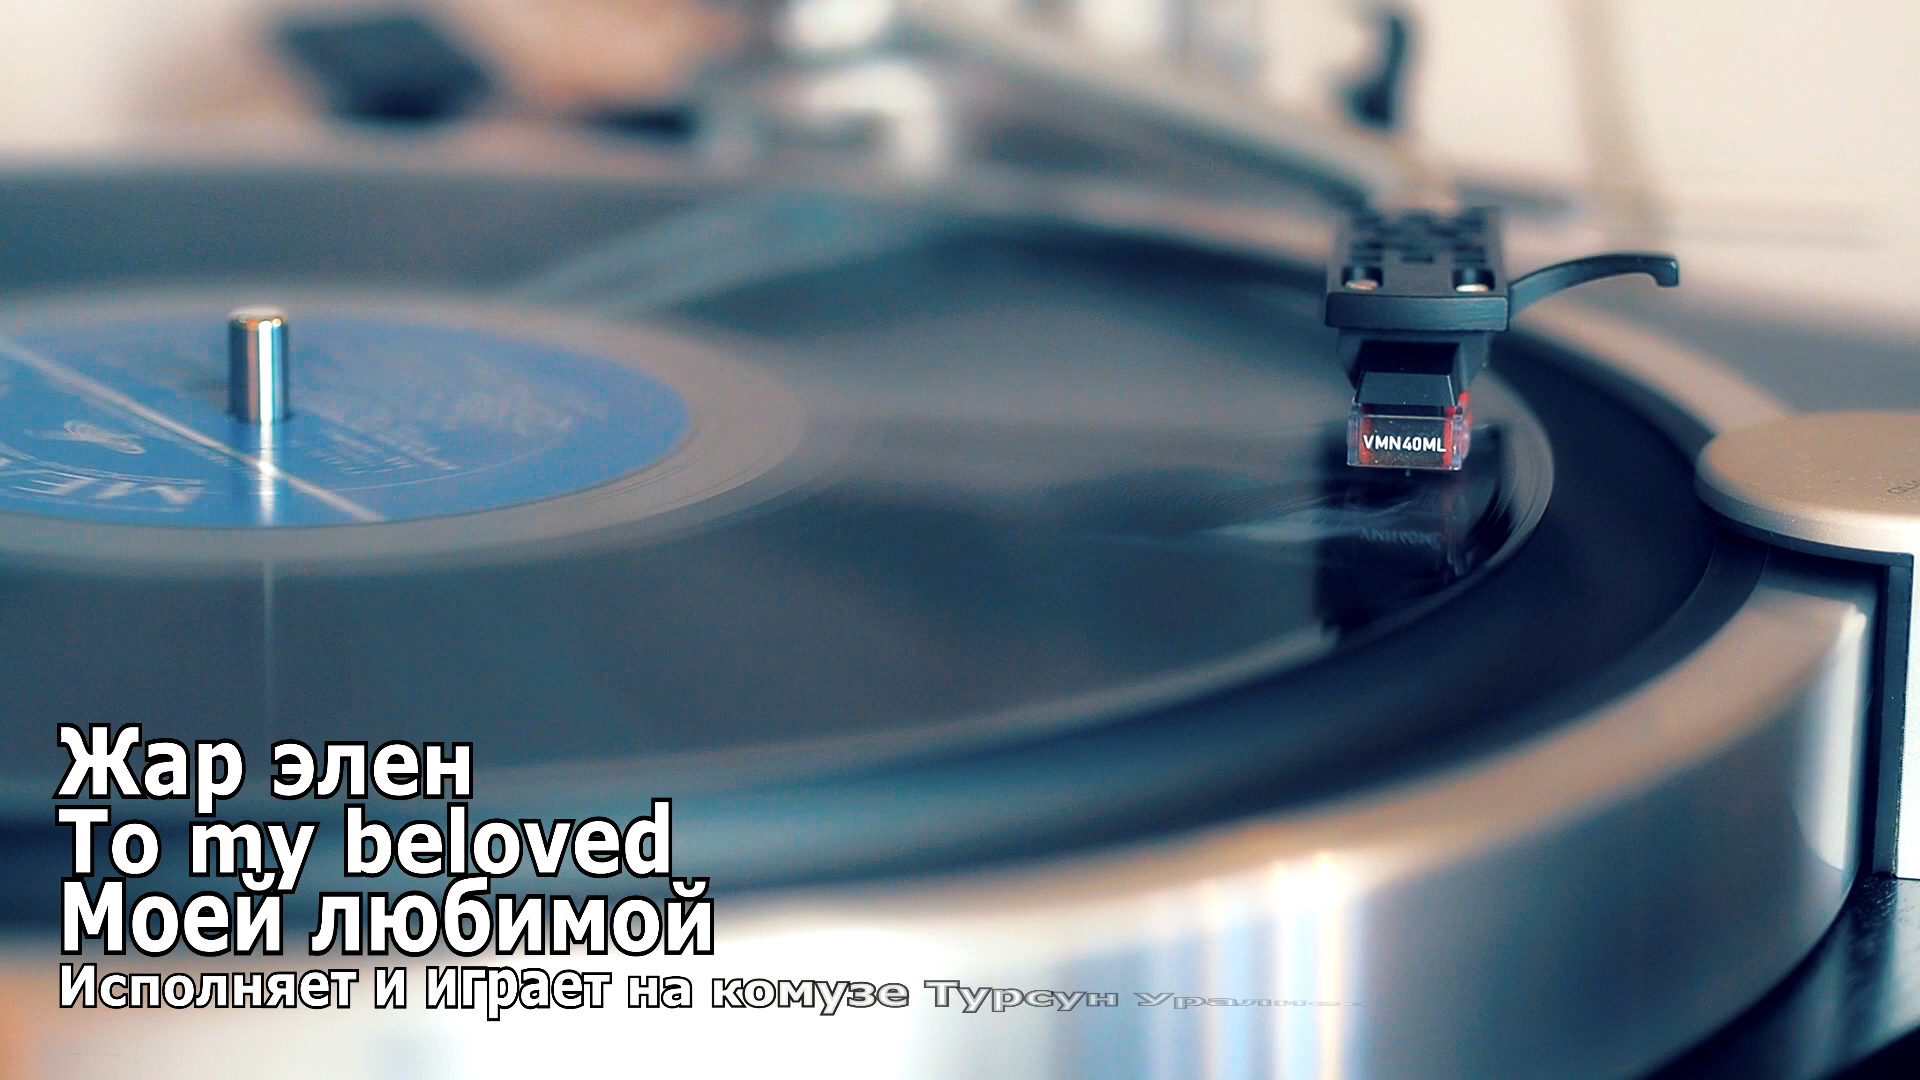 VMN40ML
Жар элен
To my beloved
Моей любимой
Исполняет и играет на комузе Турсун